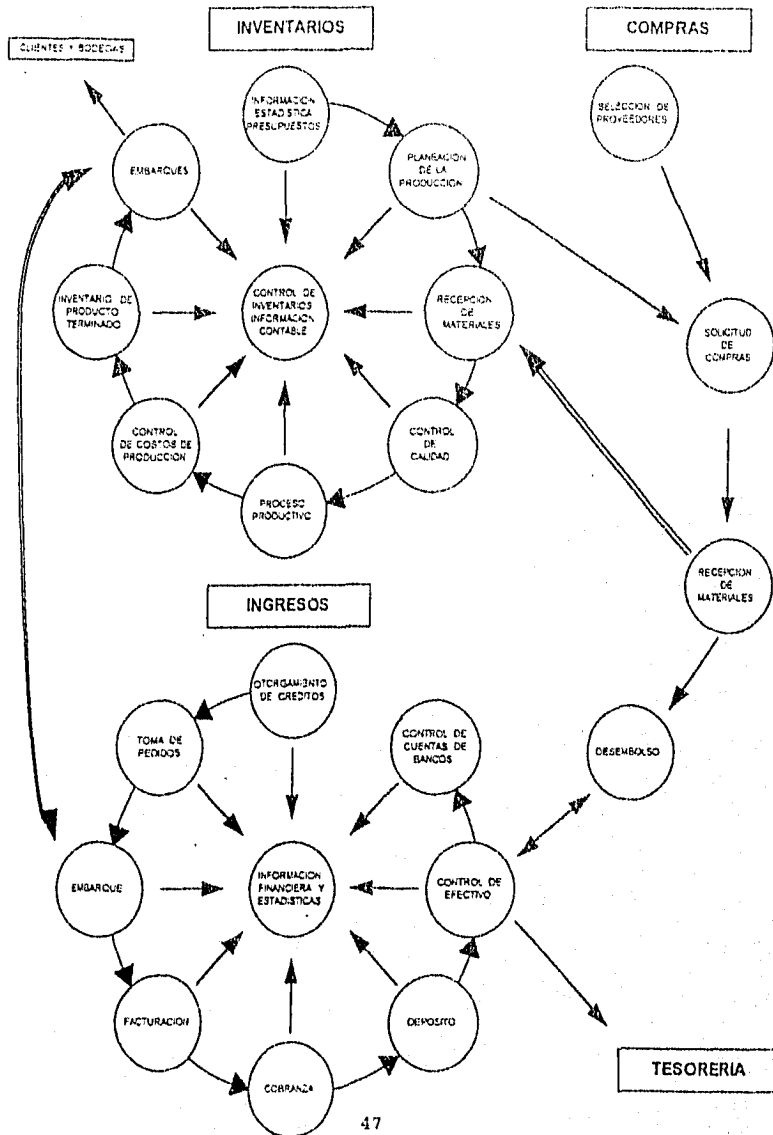 INVENTARIOS
COMPRAS
CLIENTES Y BODEGAS
INFORMACION
ESTADISTICA
PRESUPUESTOS
SELECCION DE
PROVEEDORES
EMBARQUES
PLANEACION
DE LA
PRODUCCION
INVENTARIO DE
PRODUCTO
TERMINADO
CONTROL DE
INVENTARIOS
INFORMACION
CONTABLE
RECEPCION
DE
MATERIALES
SOLICITUD
DE
COMPRAS
CONTROL
DE COSTOS DE
PRODUCCION
CONTROL
DE
CALIDAD
PROCESO
PRODUCTIVO
RECEPCION
DE
MATERIALES
INGRESOS
OTORGAMIENTO
DE CREDITOS
TOMA DE
PEDIDOS
CONTROL DE
CUENTAS DE
BANCOS
DESEMBOLSO
EMBARQUE
INFORMACION
FINANCIERA Y
ESTADISTICAS
CONTROL DE
EFECTIVO
FACTURACION
DEPOSITO
COBRANZA
TESORERIA
47